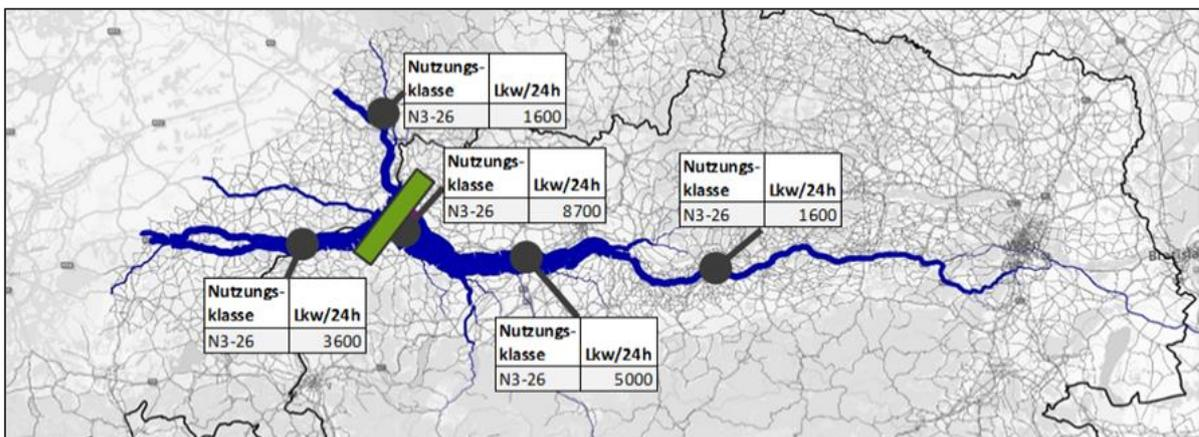 Nutzungs-
klasse Lkw/24h
N3-26 1600
Nutzungs-
klasse Lkw/24h
N3-26 8700
Nutzungs-
klasse Lkw/24h
N3-26 1600
Nutzungs-
klasse Lkw/24h
N3-26 3600
Nutzungs-
klasse Lkw/24h
N3-26 5000